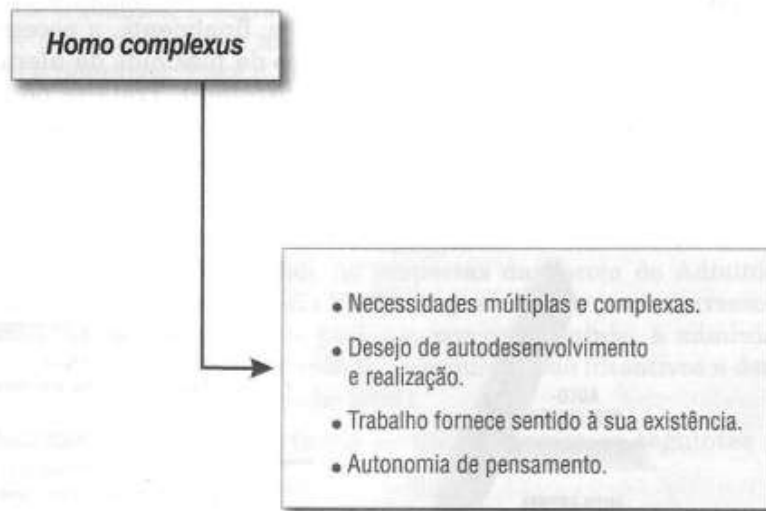 Homo complexus
• Necessidades múltiplas e complexas.
• Desejo de autodesenvolvimento
e realização.
• Trabalho fornece sentido à sua existência.
• Autonomia de pensamento.